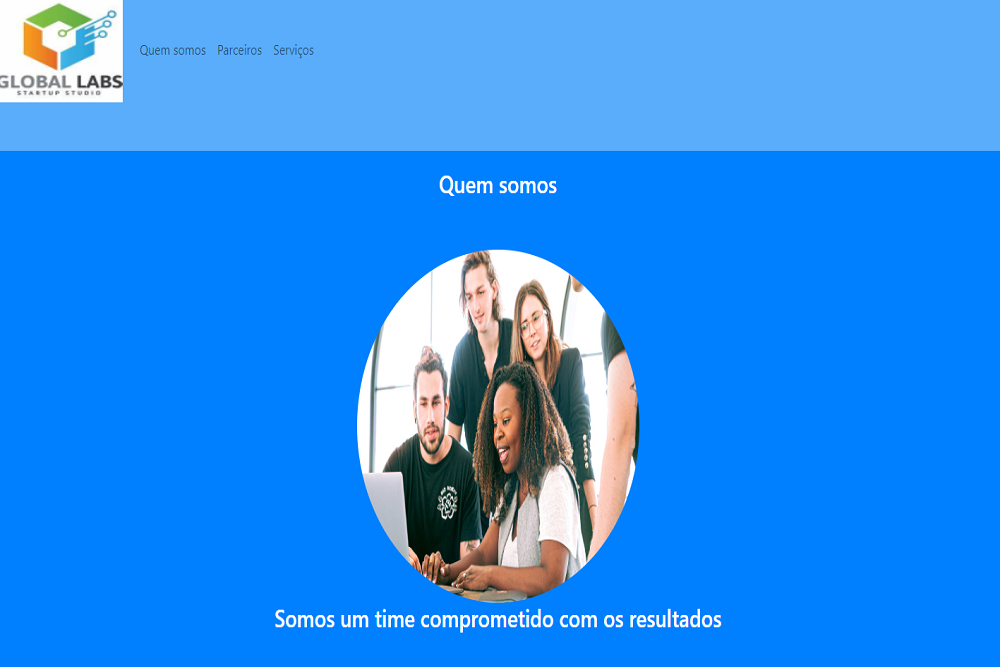 GLOBAL LABS
STARTUP STUDIO
Quem somos Parceiros Serviços
Quem somos
Somos um time comprometido com os resultados